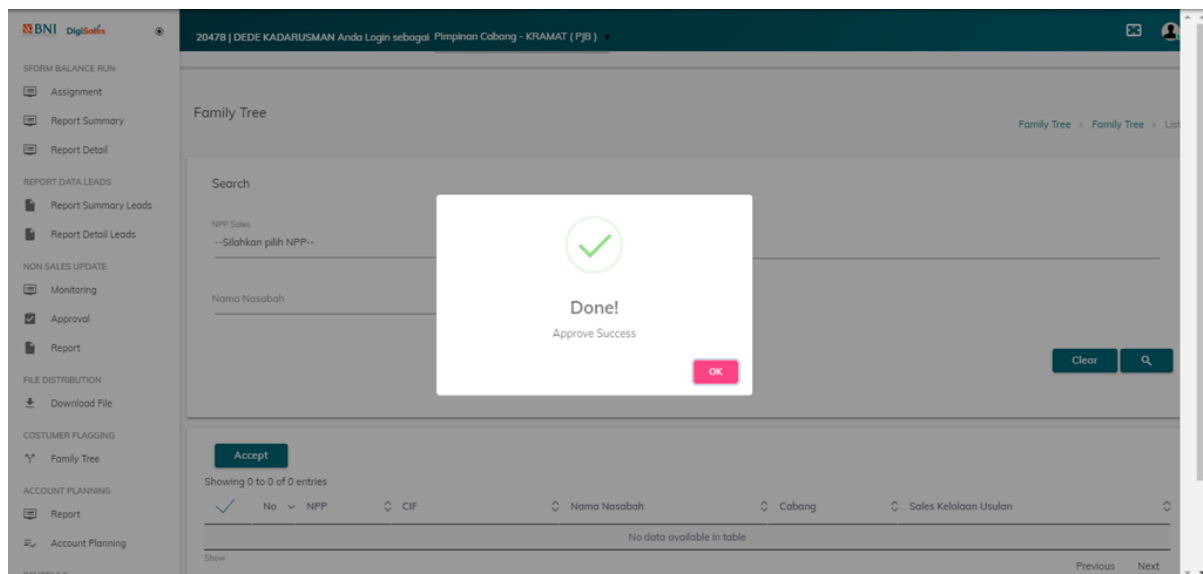 BNI DigiSales
20478 | DEDE KADARUSMAN Anda Login sebagai Pimpinan Cabang - KRAMAT ( PJB )
SFORM BALANCE RUN
Assignment
Report Summary
Report Detail
REPORT DATA LEADS
Report Summary Leads
Report Detail Leads
NON SALES UPDATE
Monitoring
Approval
Report
FILE DISTRIBUTION
Download File
COSTUMER FLAGGING
Family Tree
ACCOUNT PLANNING
Report
Account Planning
SCHEDULE
Family Tree
Family Tree > Family Tree > List
Search
NPP Sales
--Silahkan pilih NPP--
Nama Nasabah
Done!
Approve Success
OK
Clear
Accept
Showing 0 to 0 of 0 entries
No NPP CIF Nama Nasabah Cabang Sales Kelolaan Usulan
No data available in table
Show
Previous Next